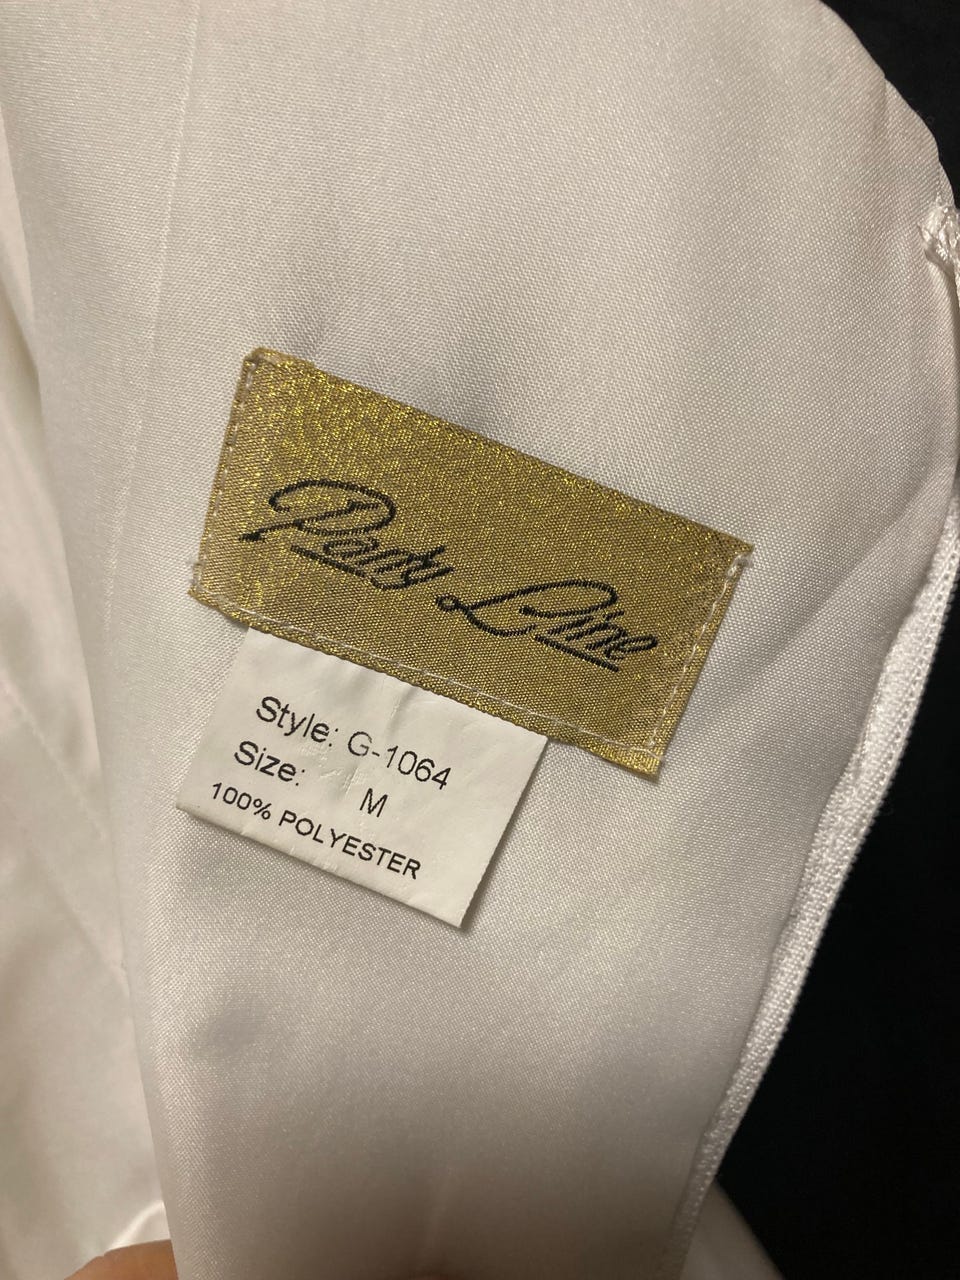 Party Line
Style: G-1064
Size: M
100% POLYESTER